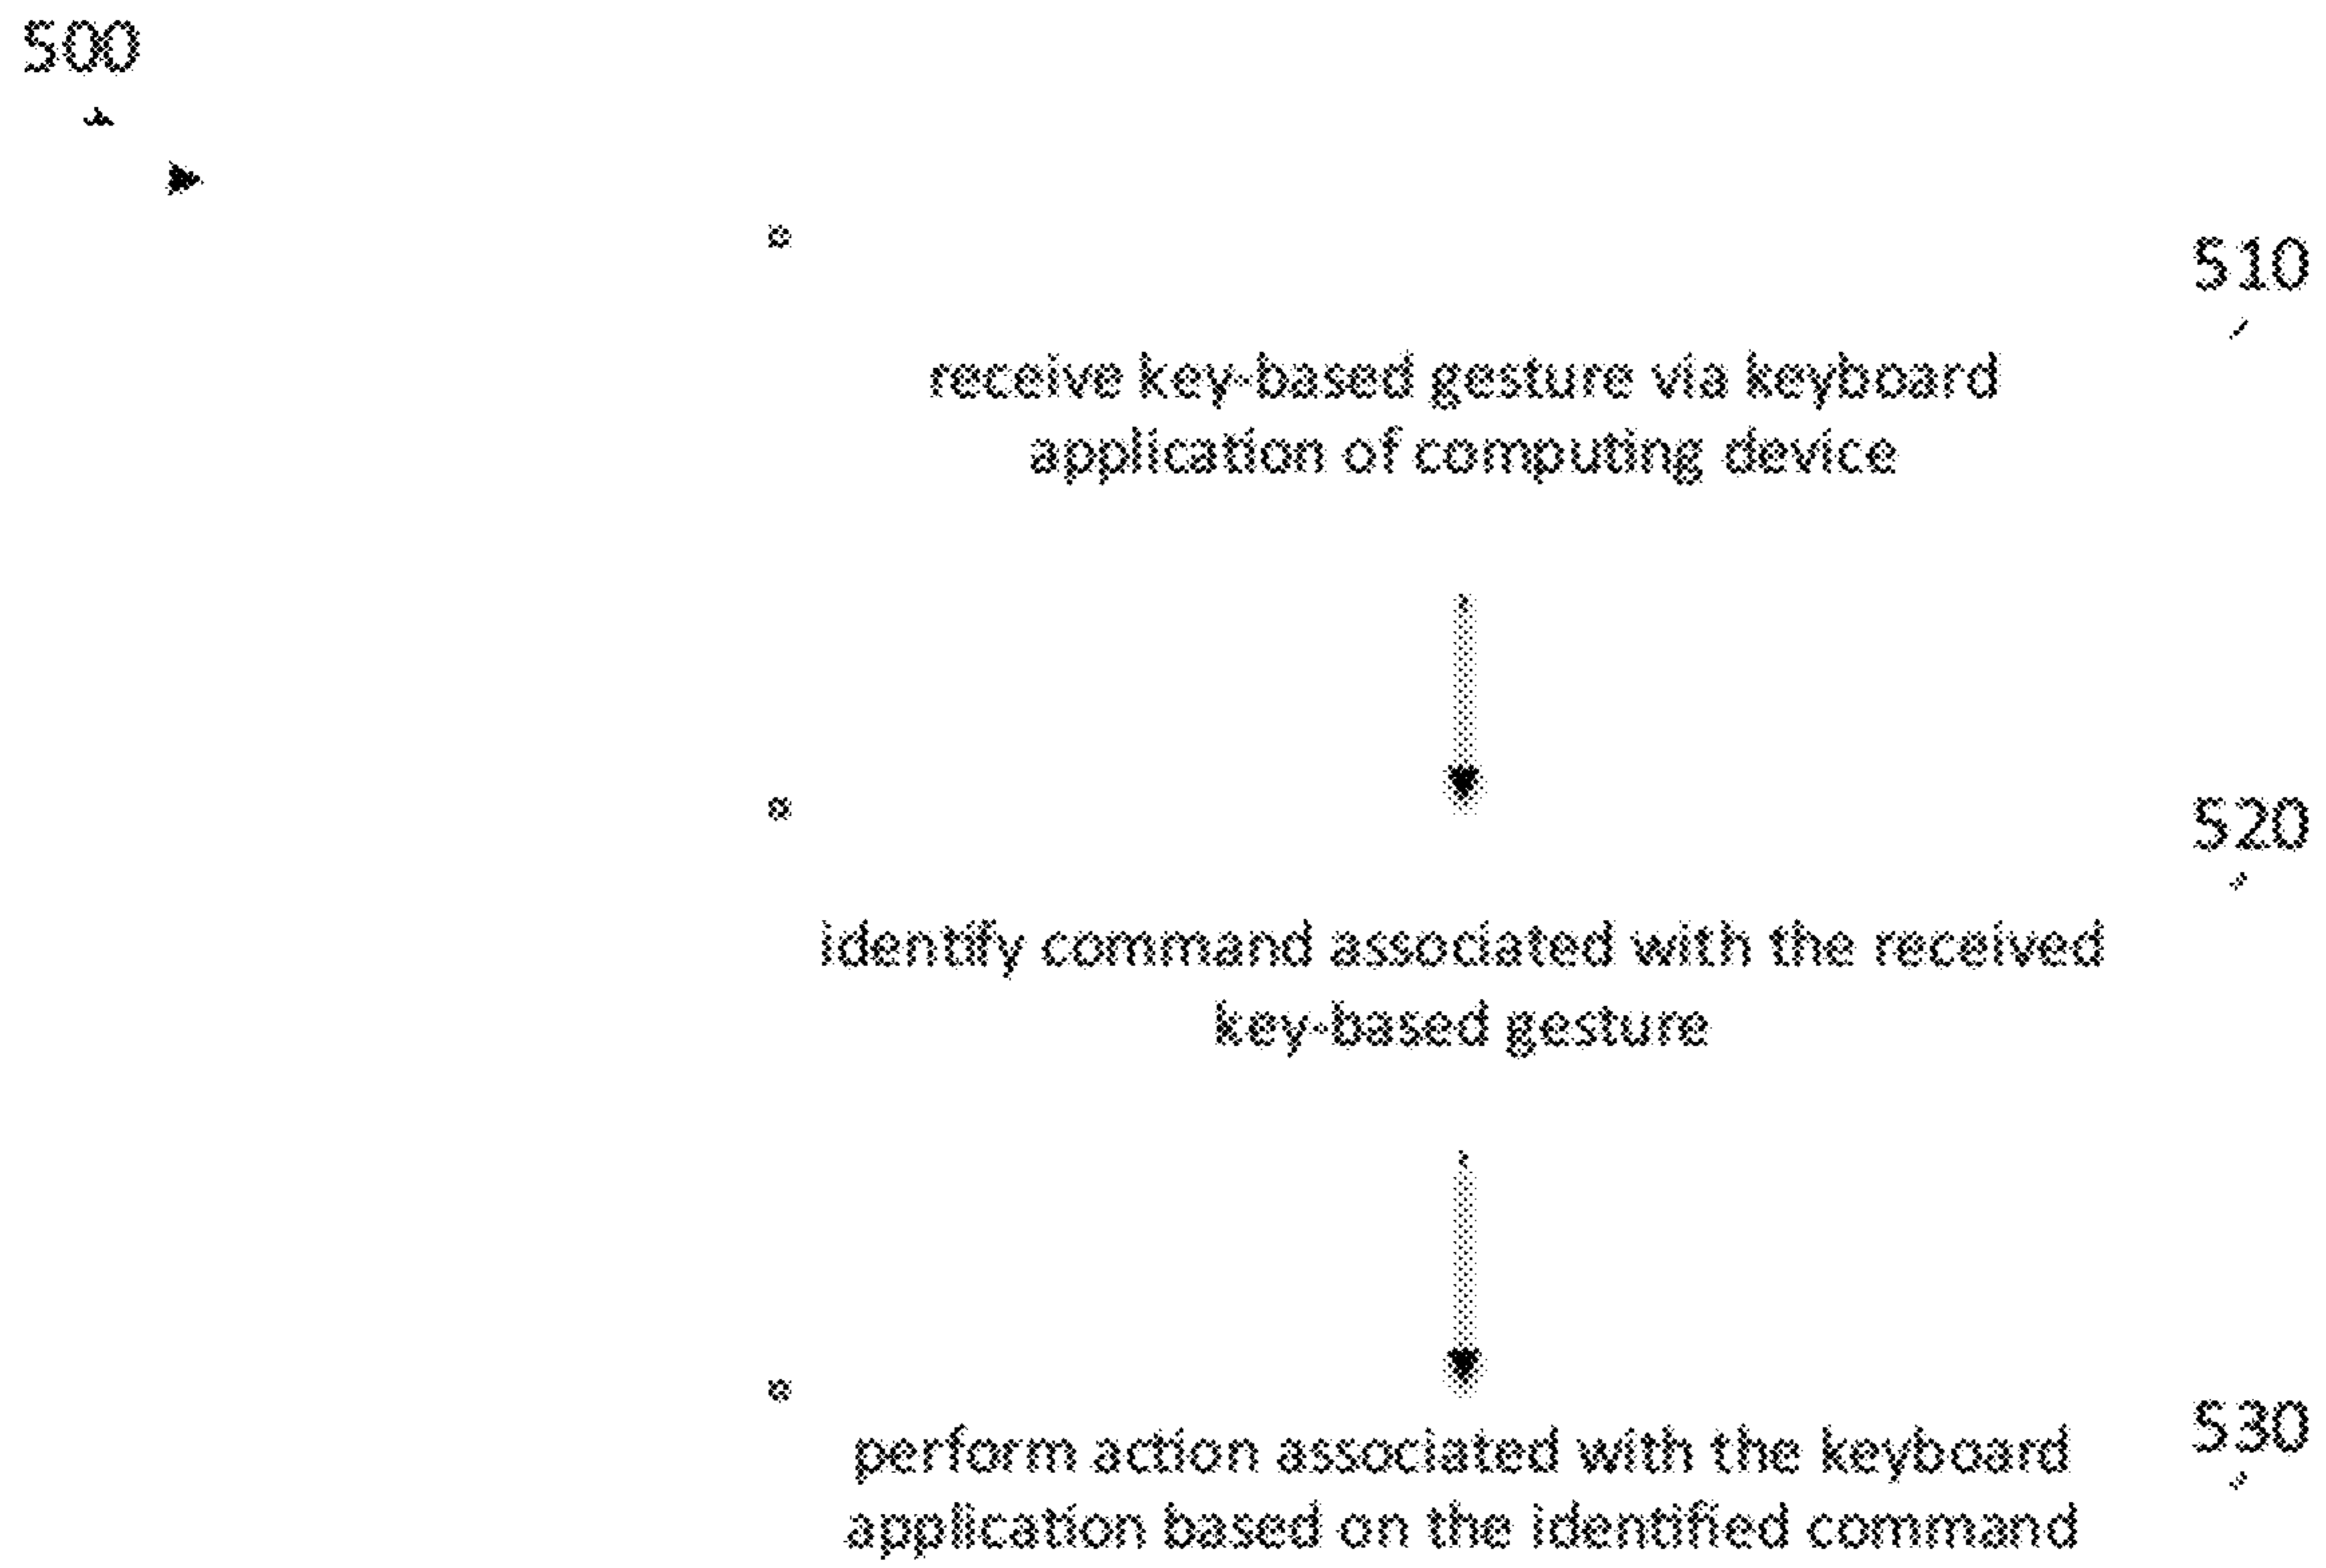 500
510
receive key-based gesture via keyboard
application of computing device
520
identify command associated with the received
key-based gesture
530
perform action associated with the keyboard
application based on the identified command